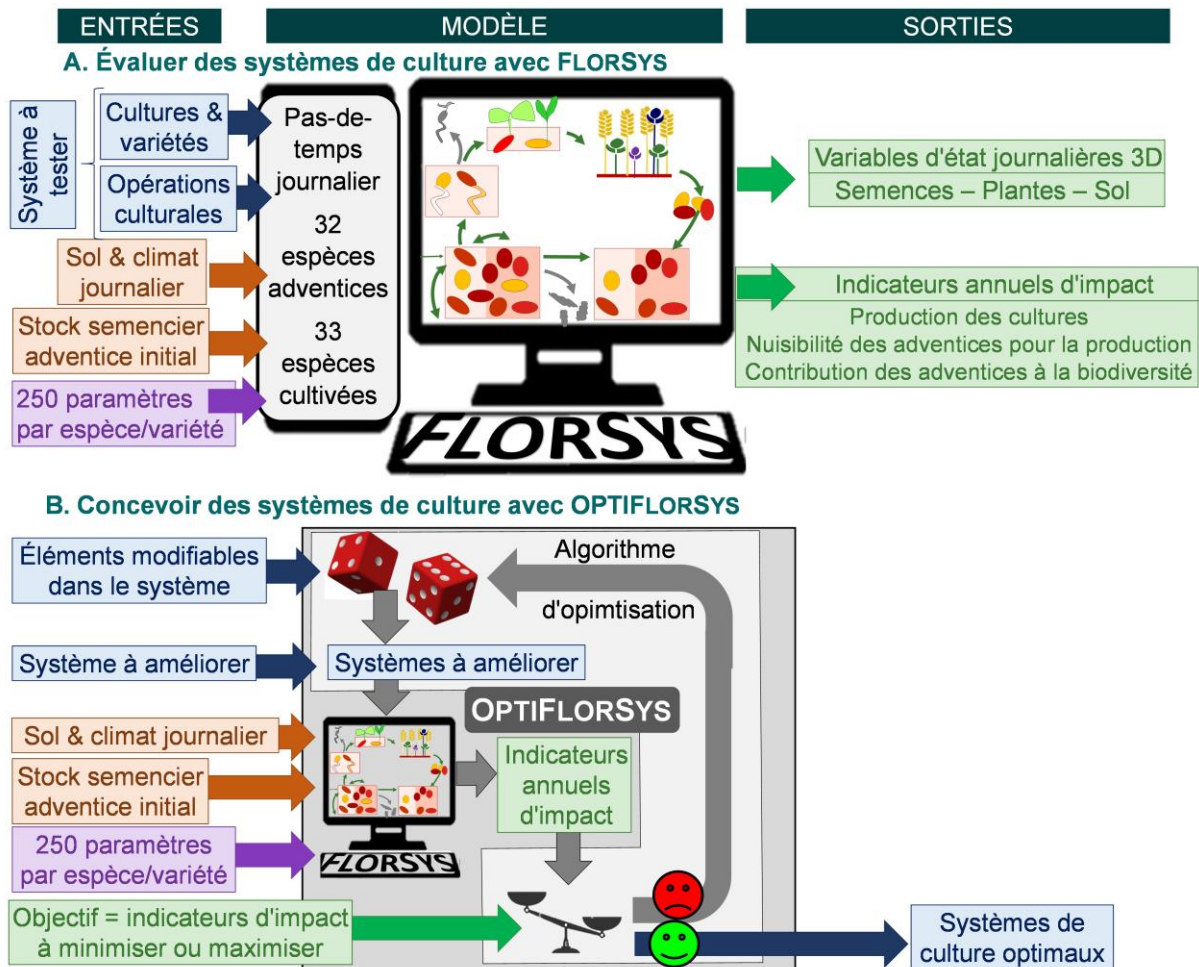 ENTRÉES
MODÈLE
SORTIES
A. Évaluer des systèmes de culture avec FLORSYS
Système à
tester
Cultures &
variétés
Opérations
culturales
Sol & climat
journalier
Stock semencier
adventice initial
250 paramètres
par espèce/variété
Pas-de-
temps
journalier
32
espèces
adventices
33
espèces
cultivées
FLORSYS
Variables d'état journalières 3D
Semences – Plantes – Sol
Indicateurs annuels d'impact
Production des cultures
Nuisibilité des adventices pour la production
Contribution des adventices à la biodiversité
B. Concevoir des systèmes de culture avec OPTIFLORSYS
Éléments modifiables
dans le système
Algorithme
d'opimtisation
Système à améliorer
Systèmes à améliorer
OPTIFLORSYS
Sol & climat journalier
Stock semencier
adventice initial
250 paramètres
par espèce/variété
FLORSYS
Indicateurs
annuels
d'impact
Objectif = indicateurs d'impact
à minimiser ou maximiser
Systèmes de
culture optimaux